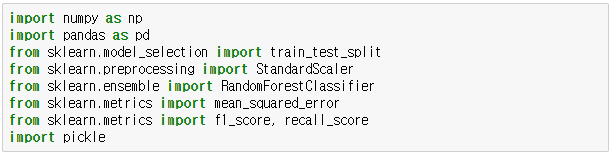 import numpy as np
import pandas as pd
from sklearn.model_selection import train_test_split
from sklearn.preprocessing import StandardScaler
from sklearn.ensemble import RandomForestClassifier
from sklearn.metrics import mean_squared_error
from sklearn.metrics import f1_score, recall_score
import pickle